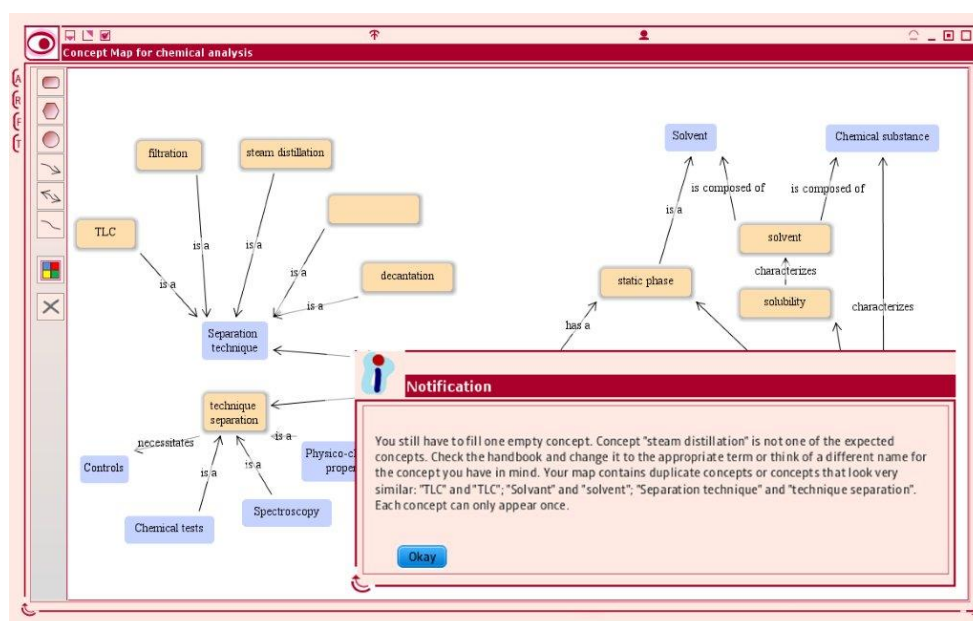 Concept Map for chemical analysis
A
R
F
T
Solvent
Chemical substance
filtration
steam distillation
is composed of
is composed of
is a
TLC
solvent
is a
is a
decantation
characterizes
is a
static phase
is a
solubility
is a
characterizes
has a
Separation
technique
Notification
technique
separation
You still have to fill one empty concept. Concept "steam distillation" is not one of the expected
concepts. Check the handbook and change it to the appropriate term or think of a different name for
the concept you have in mind. Your map contains duplicate concepts or concepts that look very
similar: "TLC" and "TLC"; "Solvant" and "solvent"; "Separation technique" and "technique separation".
Each concept can only appear once.
necessitates
is a
Controls
is a
is a
Spectroscopy
Chemical tests
Okay